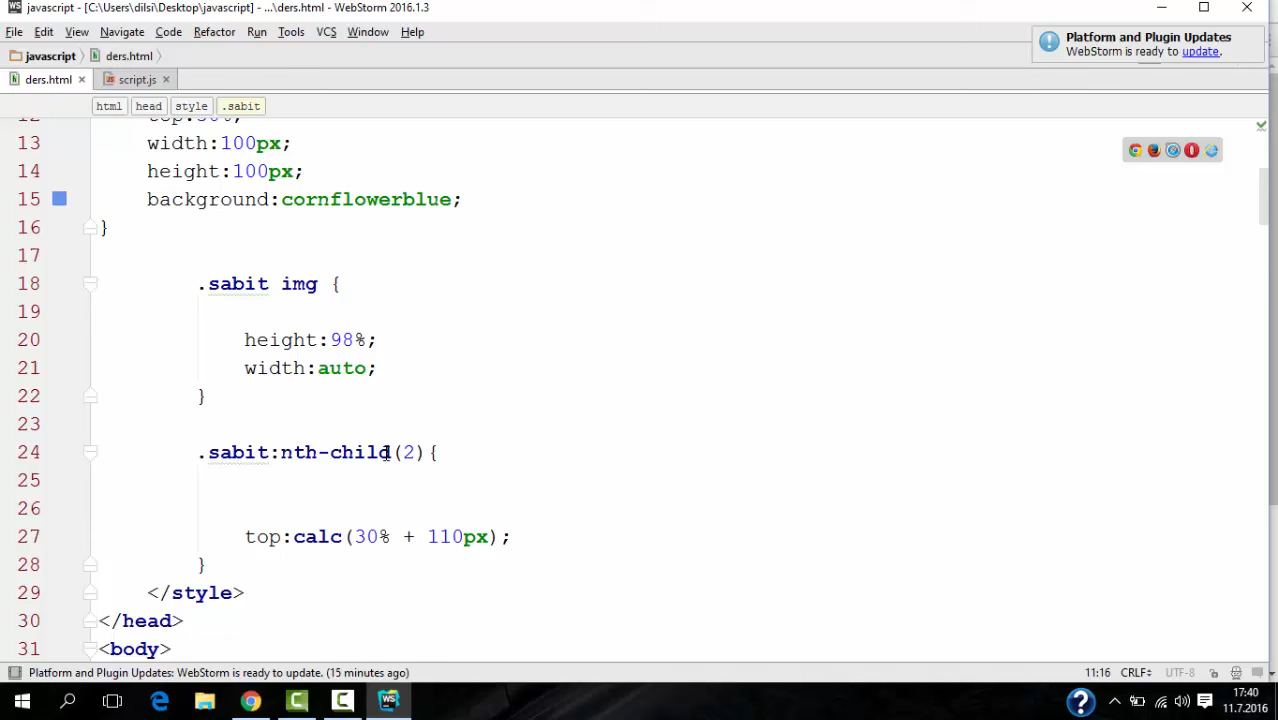 javascript - [C:\Users\dilsi\Desktop\javascript] - ...\ders.html - WebStorm 2016.1.3
File Edit View Navigate Code Refactor Run Tools VCS Window Help
Platform and Plugin Updates
WebStorm is ready to update.
javascript ders.html
ders.html script.js
html head style .sabit
13 width:100px;
14 height:100px;
15 background:cornflowerblue;
16 }
17
18 .sabit img {
19
20 height:98%;
21 width:auto;
22 }
23
24 .sabit:nth-child(2){
25
26
27 top:calc(30% + 110px);
28 }
29 </style>
30 </head>
31 <body>
Platform and Plugin Updates: WebStorm is ready to update. (15 minutes ago) 11:16 CRLF UTF-8
17:40
11.7.2016